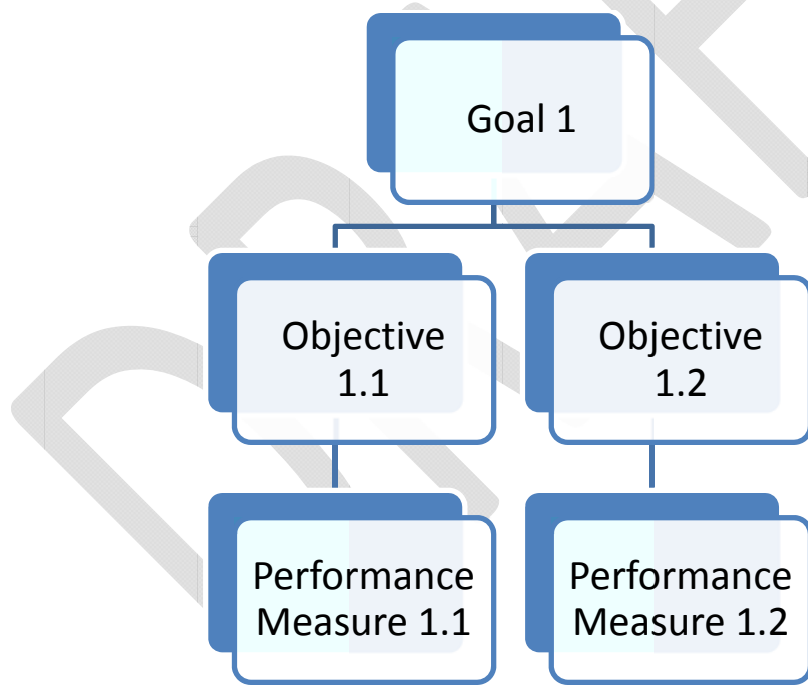 Goal 1
Objective
1.1
Objective
1.2
Performance
Measure 1.1
Performance
Measure 1.2